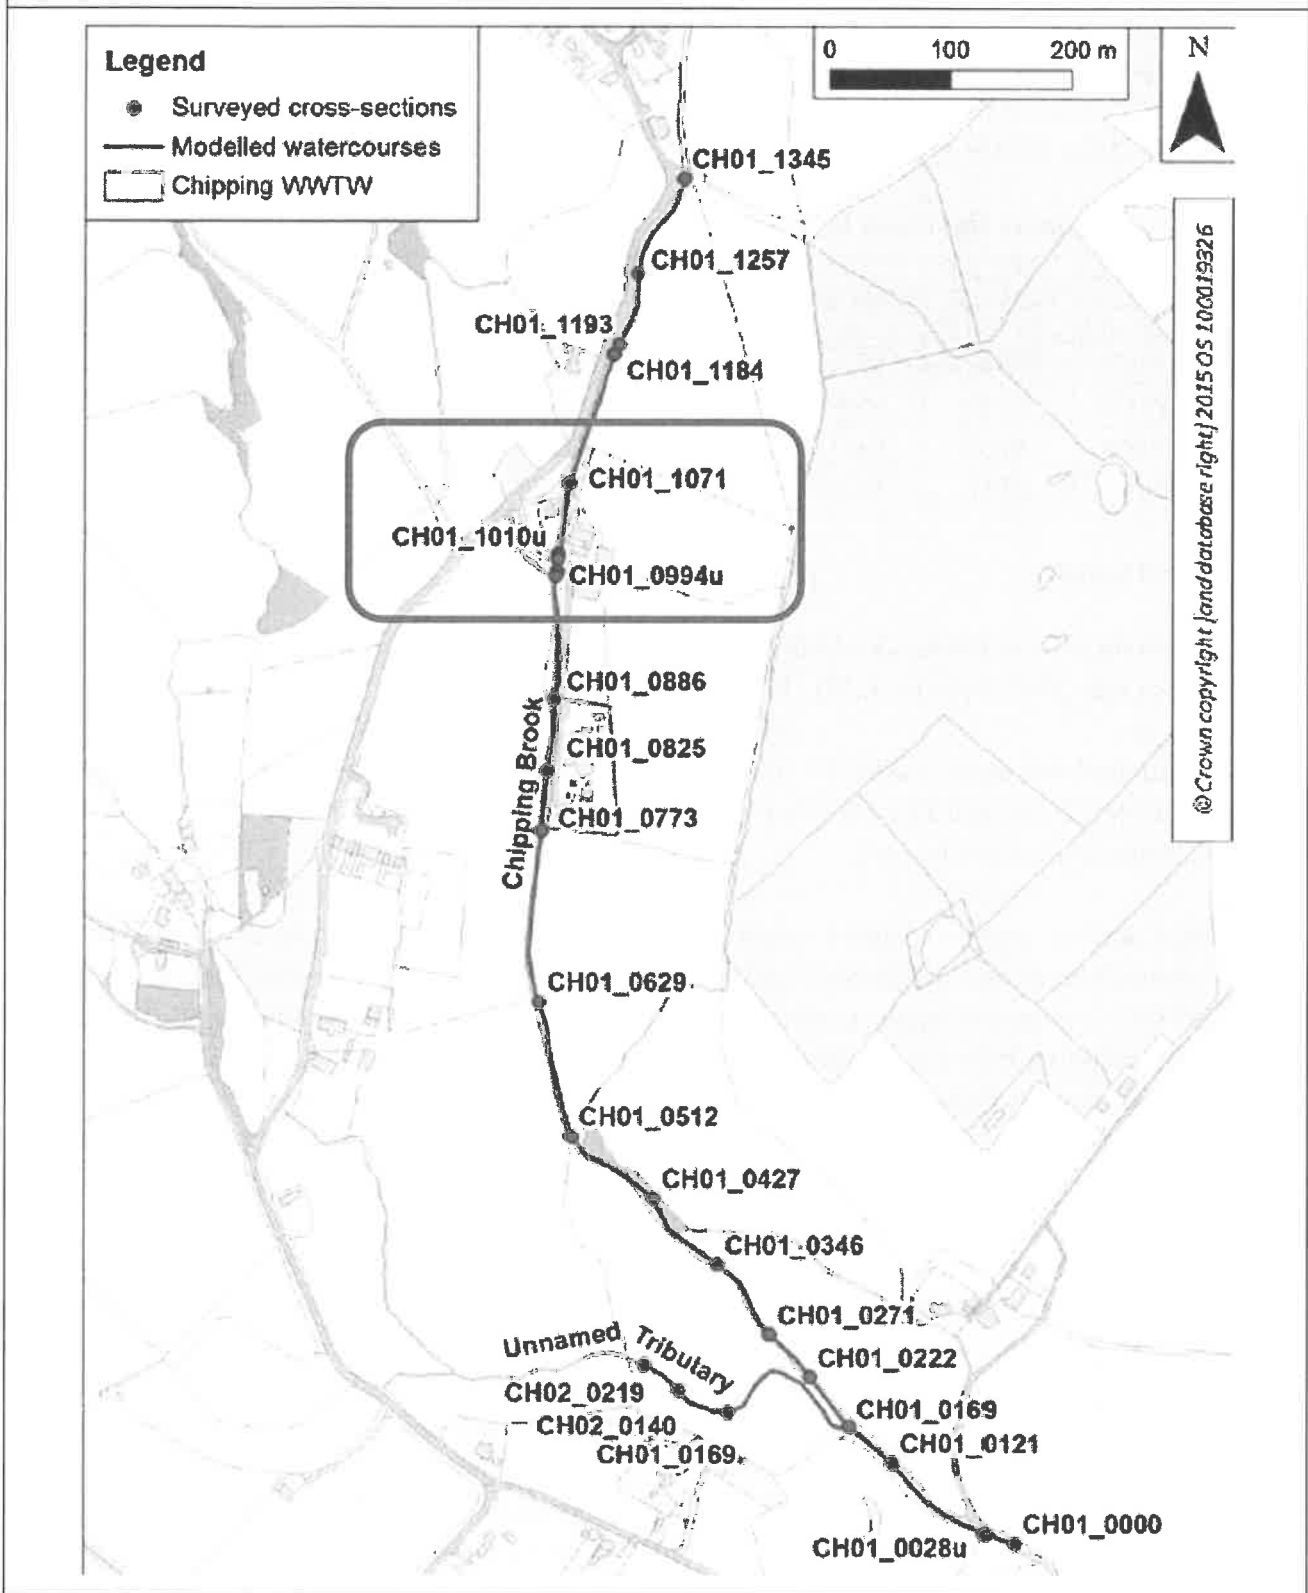 Legend
Surveyed cross-sections
Modelled watercourses
Chipping WWTW
0 100 200 m
N
© Crown copyright [and database right] 2015 OS 100019326
CH01_1345
CH01_1257
CH01_1193
CH01_1184
CH01_1071
CH01_1010u
CH01_0994u
CH01_0886
CH01_0825
CH01_0773
Chipping Brook
CH01_0629
CH01_0512
CH01_0427
CH01_0346
CH01_0271
CH01_0222
Unnamed Tributary
CH02_0219
CH02_0140
CH01_0169
CH01_0169
CH01_0121
CH01_0000
CH01_0028u